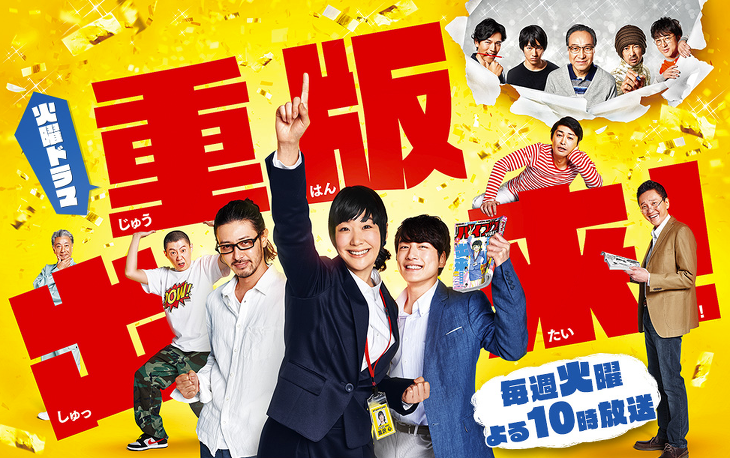 火曜ドラマ
重版
じゅう はん
出来!
しゅっ たい !
WOW!
毎週火曜
よる10時放送